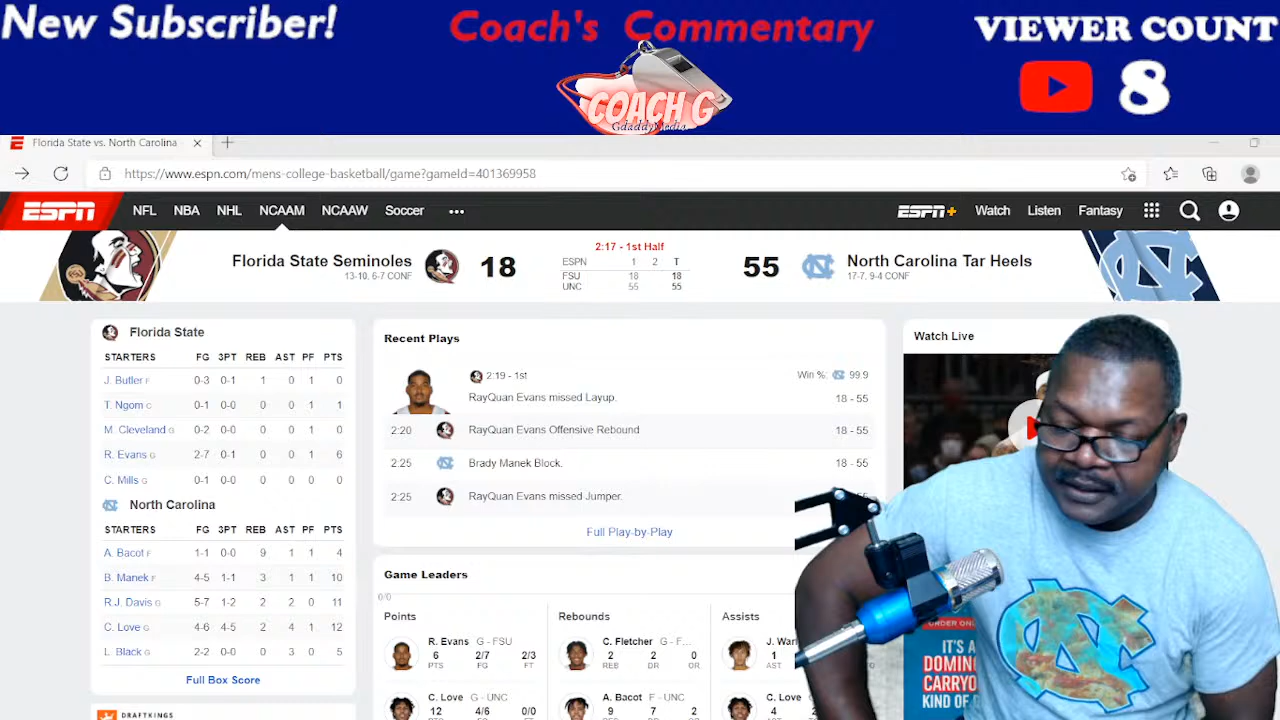 New Subscriber!
Coach's Commentary
VIEWER COUNT
8
COACH G
GdaddyMedia
Florida State vs. North Carolina
https://www.espn.com/mens-college-basketball/game?gameId=401369958
ESPN NFL NBA NHL NCAAM NCAAW Soccer ... ESPN+ Watch Listen Fantasy
2:17 - 1st Half
Florida State Seminoles 18 55 North Carolina Tar Heels
13-10, 6-7 CONF 17-7, 9-4 CONF
ESPN 1 2 T
FSU 18 18
UNC 55 55
Florida State
STARTERS FG 3PT REB AST PF PTS
J. Butler F 0-3 0-1 1 0 1 0
T. Ngom C 0-1 0-0 0 0 1 1
M. Cleveland G 0-2 0-0 0 0 1 0
R. Evans G 2-7 0-1 0 0 1 6
C. Mills G 0-1 0-0 0 0 0 0
North Carolina
STARTERS FG 3PT REB AST PF PTS
A. Bacot F 1-1 0-0 9 1 1 4
B. Manek F 4-5 1-1 3 1 1 10
R.J. Davis G 5-7 1-2 2 2 0 11
C. Love G 4-6 4-5 2 4 1 12
L. Black G 2-2 0-0 0 3 0 5
Full Box Score
DRAFTKINGS
Recent Plays
2:19 - 1st Win %: 99.9
RayQuan Evans missed Layup. 18 - 55
2:20 RayQuan Evans Offensive Rebound 18 - 55
2:25 Brady Manek Block. 18 - 55
2:25 RayQuan Evans missed Jumper.
Full Play-by-Play
Game Leaders
0/0
Points Rebounds Assists
R. Evans G - FSU C. Fletcher G - F...
6 2/7 2/3 2 2 0 1
PTS FG FT REB DR OR AST
C. Love G - UNC A. Bacot F - UNC C. Love
12 4/6 0/0 9 7 2 4
Watch Live
ORDER ONL
IT'S A
DOMIN
CARRYO
KIND OF